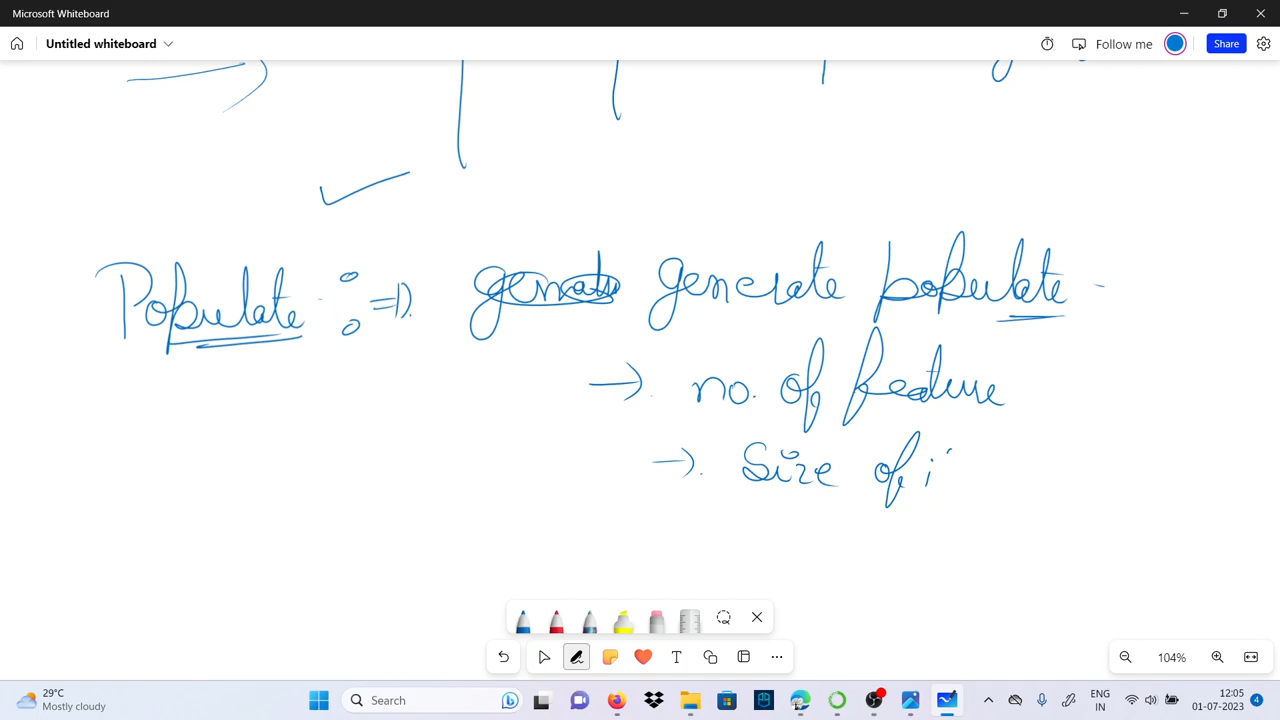 Microsoft Whiteboard
Untitled whiteboard
Follow me
Share
Populate :⇒ generate populate -
→ no. of feature
→ Size of i
104%
29°C
Mostly cloudy
Search
ENG
IN
12:05
01-07-2023
4